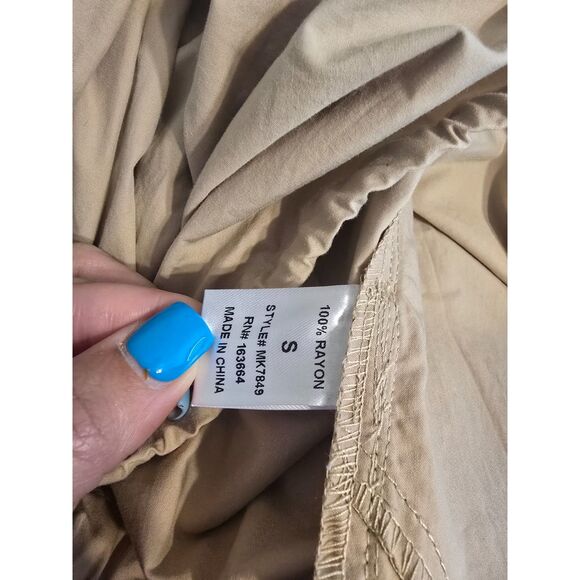 100% RAYON
S
STYLE# MK7849
RN# 163664
MADE IN CHINA